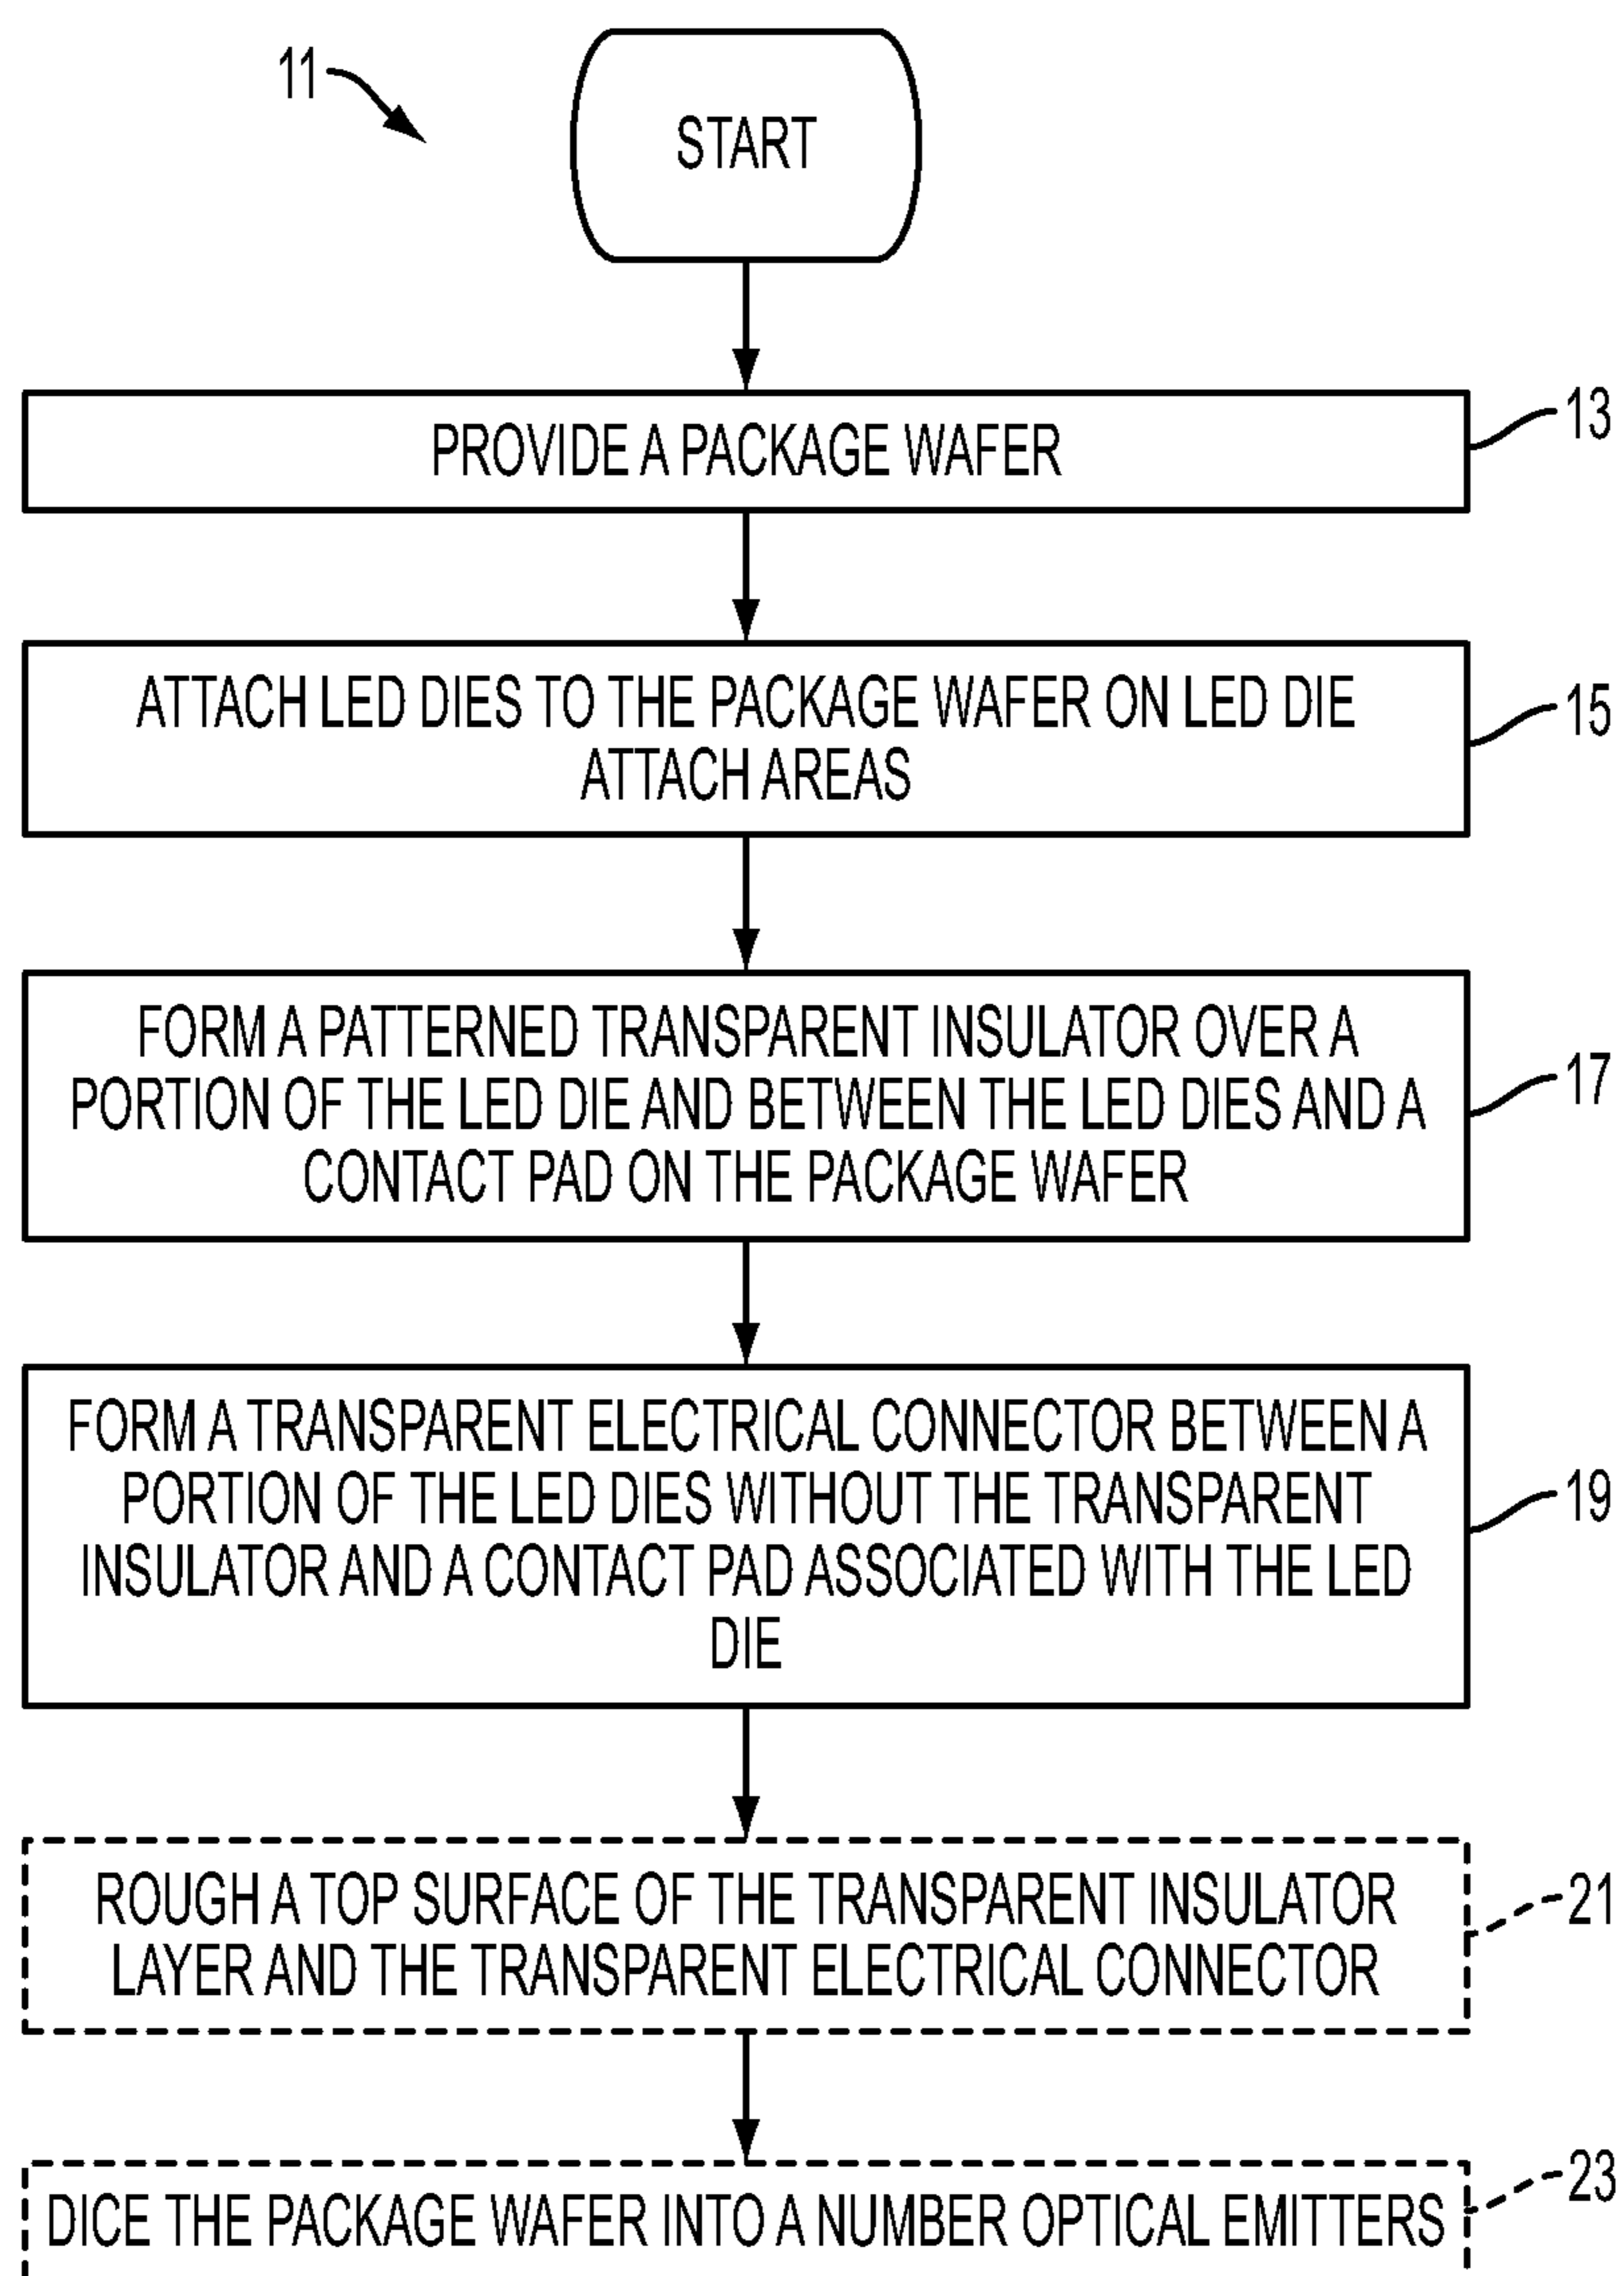 11
START
PROVIDE A PACKAGE WAFER
13
ATTACH LED DIES TO THE PACKAGE WAFER ON LED DIE
ATTACH AREAS
15
FORM A PATTERNED TRANSPARENT INSULATOR OVER A
PORTION OF THE LED DIE AND BETWEEN THE LED DIES AND A
CONTACT PAD ON THE PACKAGE WAFER
17
FORM A TRANSPARENT ELECTRICAL CONNECTOR BETWEEN A
PORTION OF THE LED DIES WITHOUT THE TRANSPARENT
INSULATOR AND A CONTACT PAD ASSOCIATED WITH THE LED
DIE
19
ROUGH A TOP SURFACE OF THE TRANSPARENT INSULATOR
LAYER AND THE TRANSPARENT ELECTRICAL CONNECTOR
21
DICE THE PACKAGE WAFER INTO A NUMBER OPTICAL EMITTERS
23